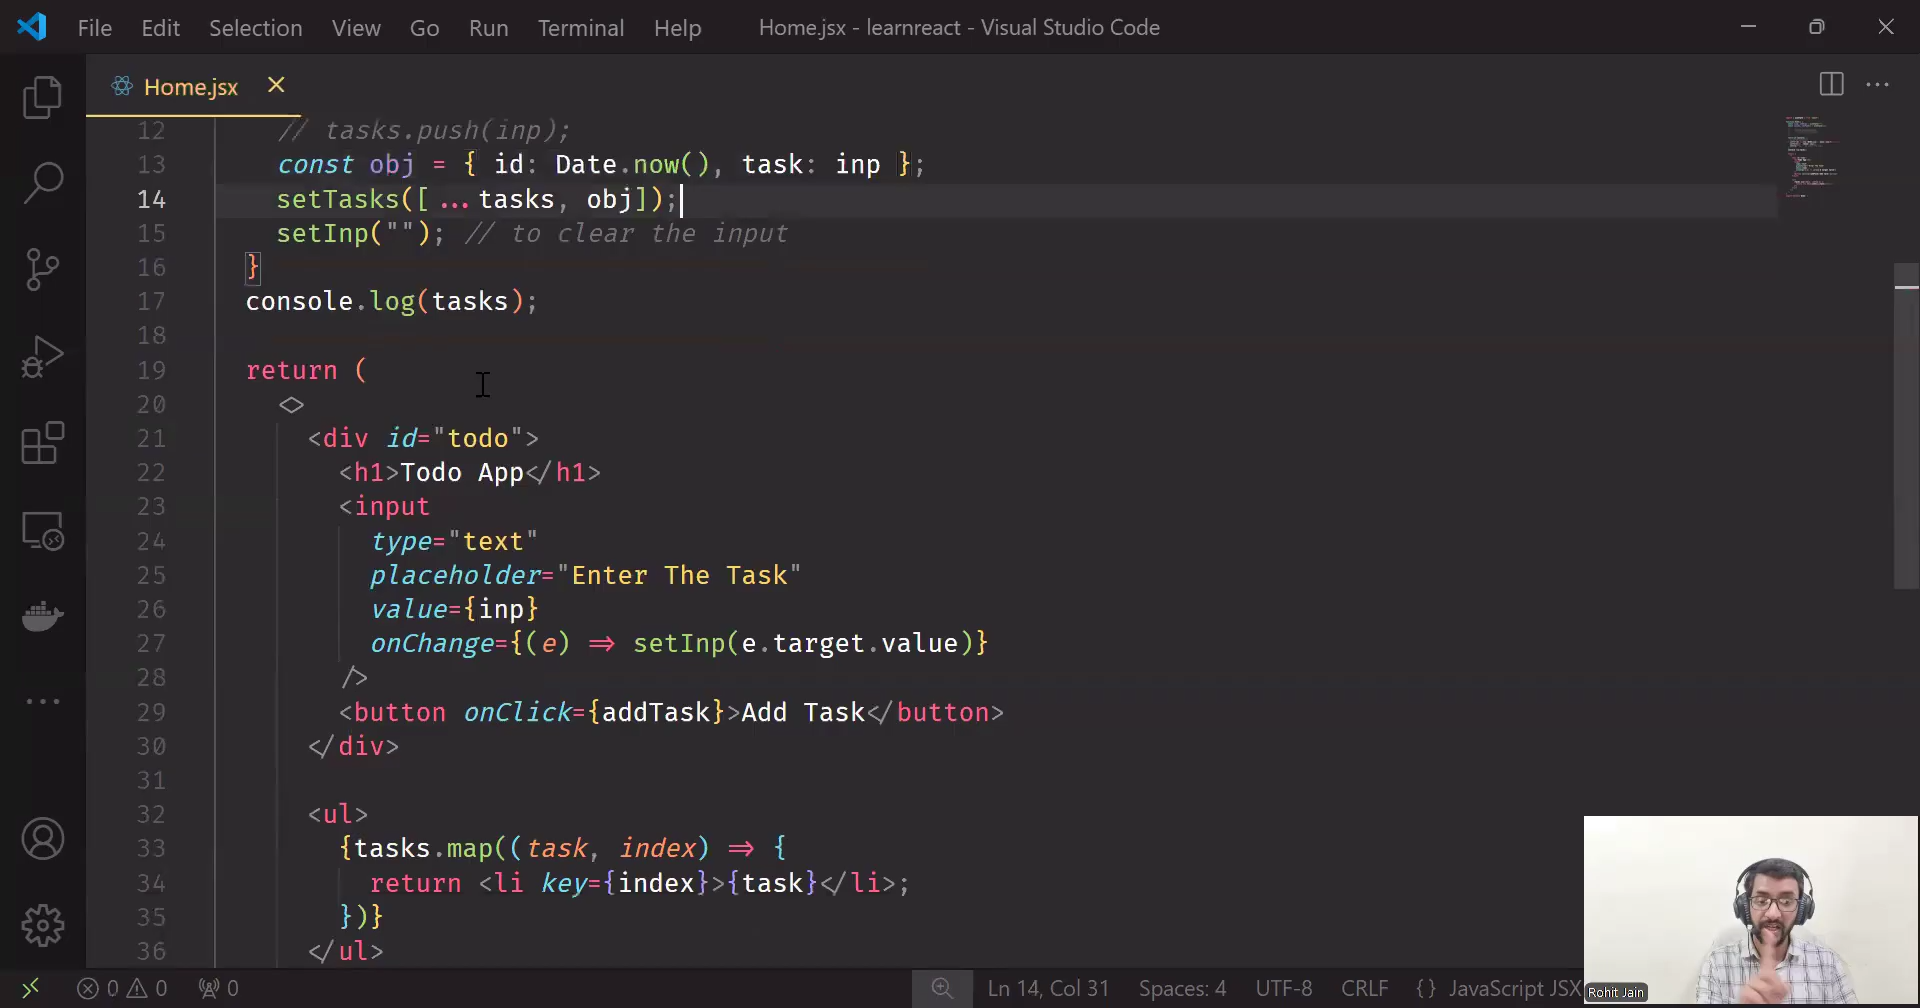 File Edit Selection View Go Run Terminal Help Home.jsx - learnreact - Visual Studio Code
Home.jsx
12 // tasks.push(inp);
13 const obj = { id: Date.now(), task: inp };
14 setTasks([...tasks, obj]);
15 setInp(""); // to clear the input
16 }
17 console.log(tasks);
18
19 return (
20 <>
21 <div id="todo">
22 <h1>Todo App</h1>
23 <input
24 type="text"
25 placeholder="Enter The Task"
26 value={inp}
27 onChange={(e) => setInp(e.target.value)}
28 />
29 <button onClick={addTask}>Add Task</button>
30 </div>
31
32 <ul>
33 {tasks.map((task, index) => {
34 return <li key={index}>{task}</li>;
35 })}
36 </ul>
0 0 0 Ln 14, Col 31 Spaces: 4 UTF-8 CRLF {} JavaScript JSX
Rohit Jain